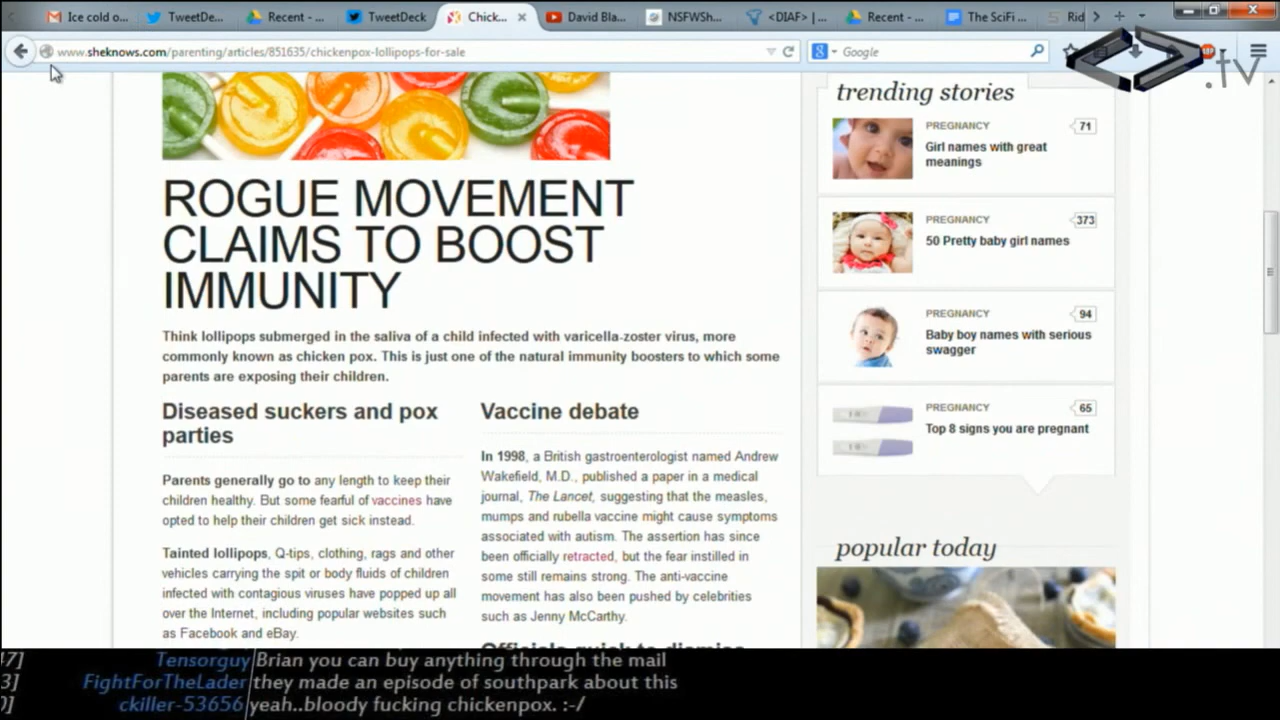 Ice cold o...
TweetDe...
Recent - ...
TweetDeck
Chick...
David Bla...
NSFWSh...
<DIAF> | ...
Recent - ...
The SciFi ...
Rid
www.sheknows.com/parenting/articles/851635/chickenpox-lollipops-for-sale
Google
.tv
ROGUE MOVEMENT
CLAIMS TO BOOST
IMMUNITY
Think lollipops submerged in the saliva of a child infected with varicella-zoster virus, more
commonly known as chicken pox. This is just one of the natural immunity boosters to which some
parents are exposing their children.
Diseased suckers and pox
parties
Parents generally go to any length to keep their
children healthy. But some fearful of vaccines have
opted to help their children get sick instead.
Tainted lollipops, Q-tips, clothing, rags and other
vehicles carrying the spit or body fluids of children
infected with contagious viruses have popped up all
over the Internet, including popular websites such
as Facebook and eBay.
Vaccine debate
In 1998, a British gastroenterologist named Andrew
Wakefield, M.D., published a paper in a medical
journal, The Lancet, suggesting that the measles,
mumps and rubella vaccine might cause symptoms
associated with autism. The assertion has since
been officially retracted, but the fear instilled in
some still remains strong. The anti-vaccine
movement has also been pushed by celebrities
such as Jenny McCarthy.
Officials quick to dismiss
trending stories
PREGNANCY 71
Girl names with great
meanings
PREGNANCY 373
50 Pretty baby girl names
PREGNANCY 94
Baby boy names with serious
swagger
PREGNANCY 65
Top 8 signs you are pregnant
popular today
47] Tensorguy Brian you can buy anything through the mail
3] FightForTheLader they made an episode of southpark about this
0] ckiller-53656 yeah..bloody fucking chickenpox. :-/